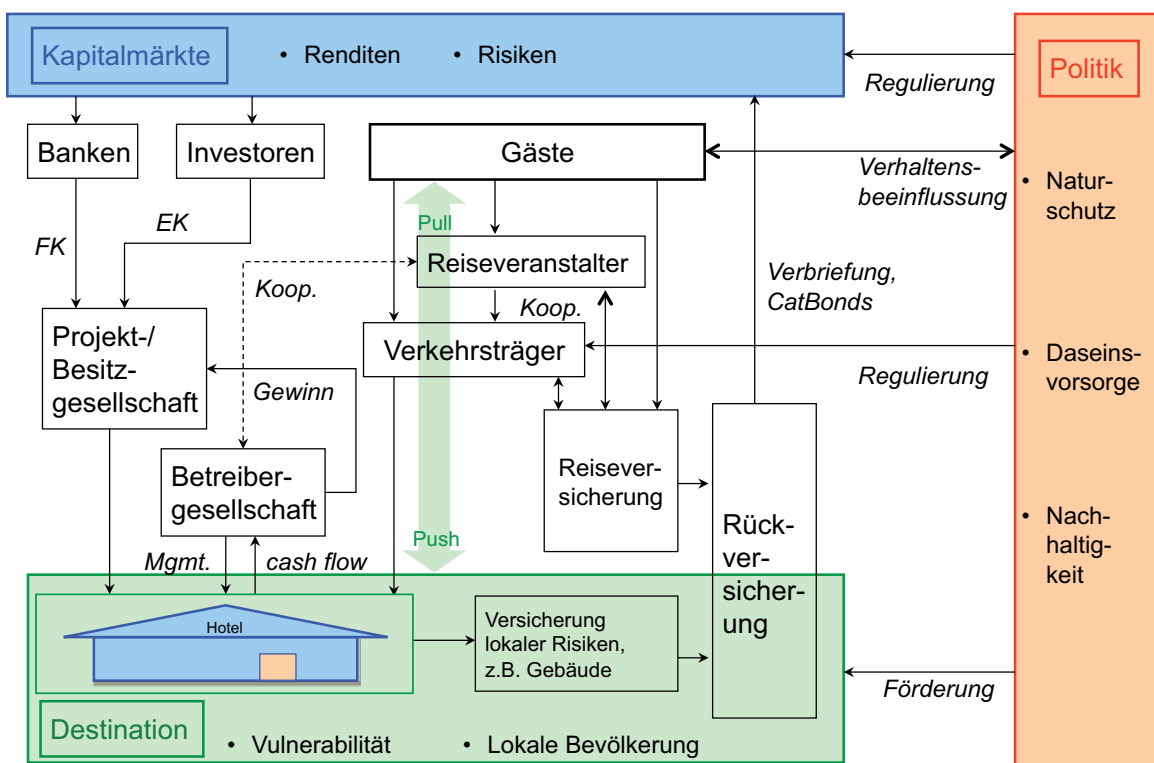 Kapitalmärkte
• Renditen
• Risiken
Politik
Regulierung
Banken
Investoren
Gäste
Verhaltens-
beeinflussung
• Natur-
schutz
FK
EK
Pull
Reiseveranstalter
Koop.
Koop.
Verbriefung,
CatBonds
Projekt-/
Besitz-
gesellschaft
Verkehrsträger
Regulierung
• Daseins-
vorsorge
Gewinn
Betreiber-
gesellschaft
Reisever-
sicherung
Rück-
ver-
sicher-
ung
• Nach-
haltig-
keit
Push
Mgmt.
cash flow
Hotel
Versicherung
lokaler Risiken,
z.B. Gebäude
Förderung
Destination
• Vulnerabilität
• Lokale Bevölkerung